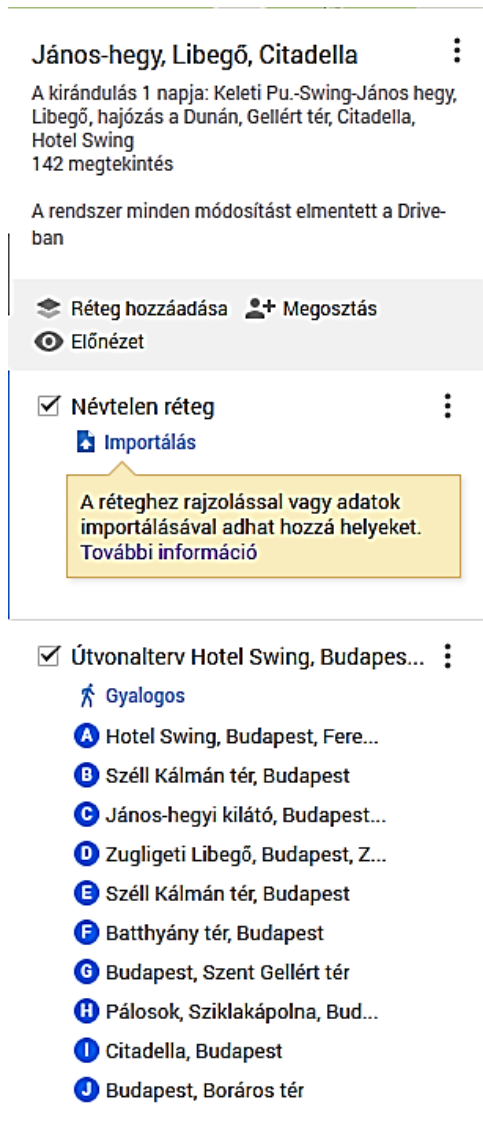 János-hegy, Libegő, Citadella
A kirándulás 1 napja: Keleti Pu.-Swing-János hegy,
Libegő, hajózás a Dunán, Gellért tér, Citadella,
Hotel Swing
142 megtekintés
A rendszer minden módosítást elmentett a Drive-
ban
Réteg hozzáadása Megosztás
Előnézet
Névtelen réteg
Importálás
A réteghez rajzolással vagy adatok
importálásával adhat hozzá helyeket.
További információ
Útvonalterv Hotel Swing, Budapes...
Gyalogos
A Hotel Swing, Budapest, Fere...
B Széll Kálmán tér, Budapest
C János-hegyi kilátó, Budapest...
D Zugligeti Libegő, Budapest, Z...
E Széll Kálmán tér, Budapest
F Batthyány tér, Budapest
G Budapest, Szent Gellért tér
H Pálosok, Sziklakápolna, Bud...
I Citadella, Budapest
J Budapest, Boráros tér